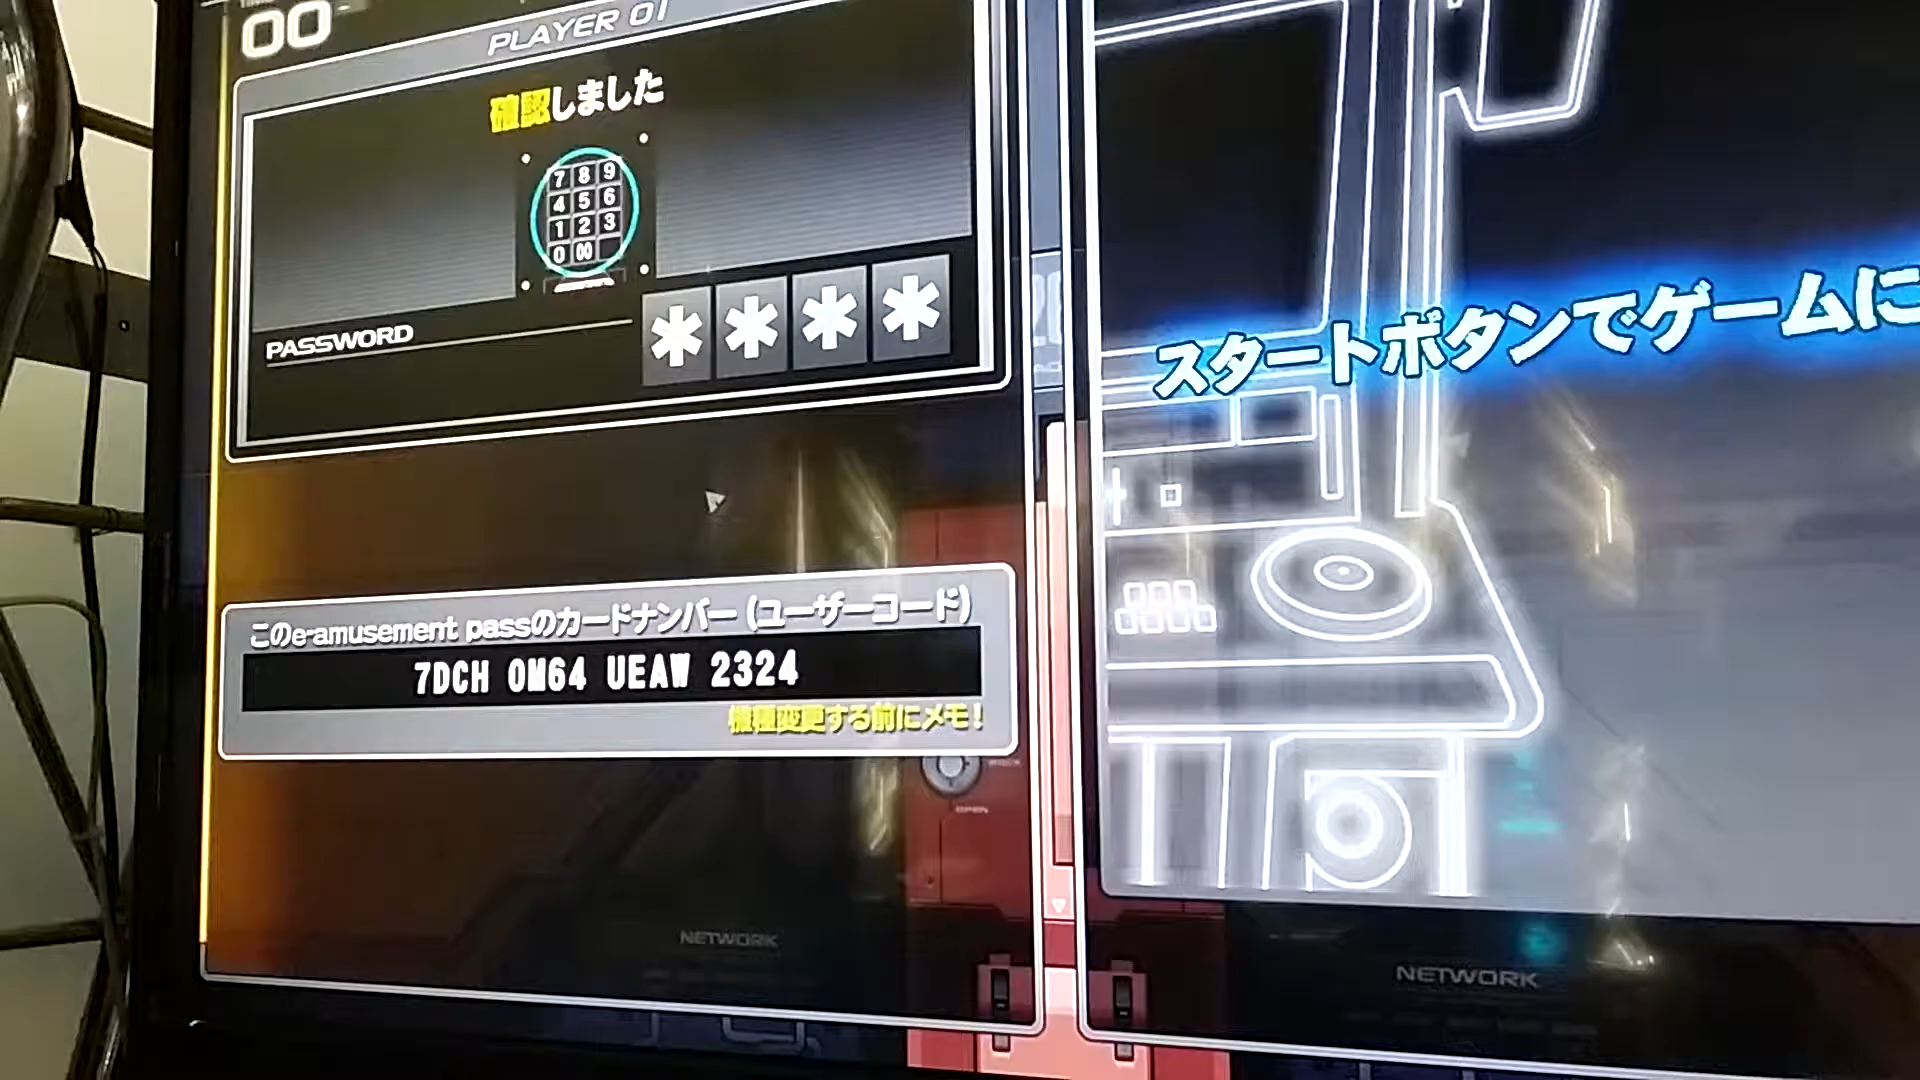 00
PLAYER 01
確認しました
7 8 9
4 5 6
1 2 3
0 00
PASSWORD
* * * *
スタートボタンでゲームに
このe-amusement passのカードナンバー (ユーザーコード)
7DCH 0M64 UEAW 2324
機種変更する前にメモ!
OPEN
NETWORK
NETWORK